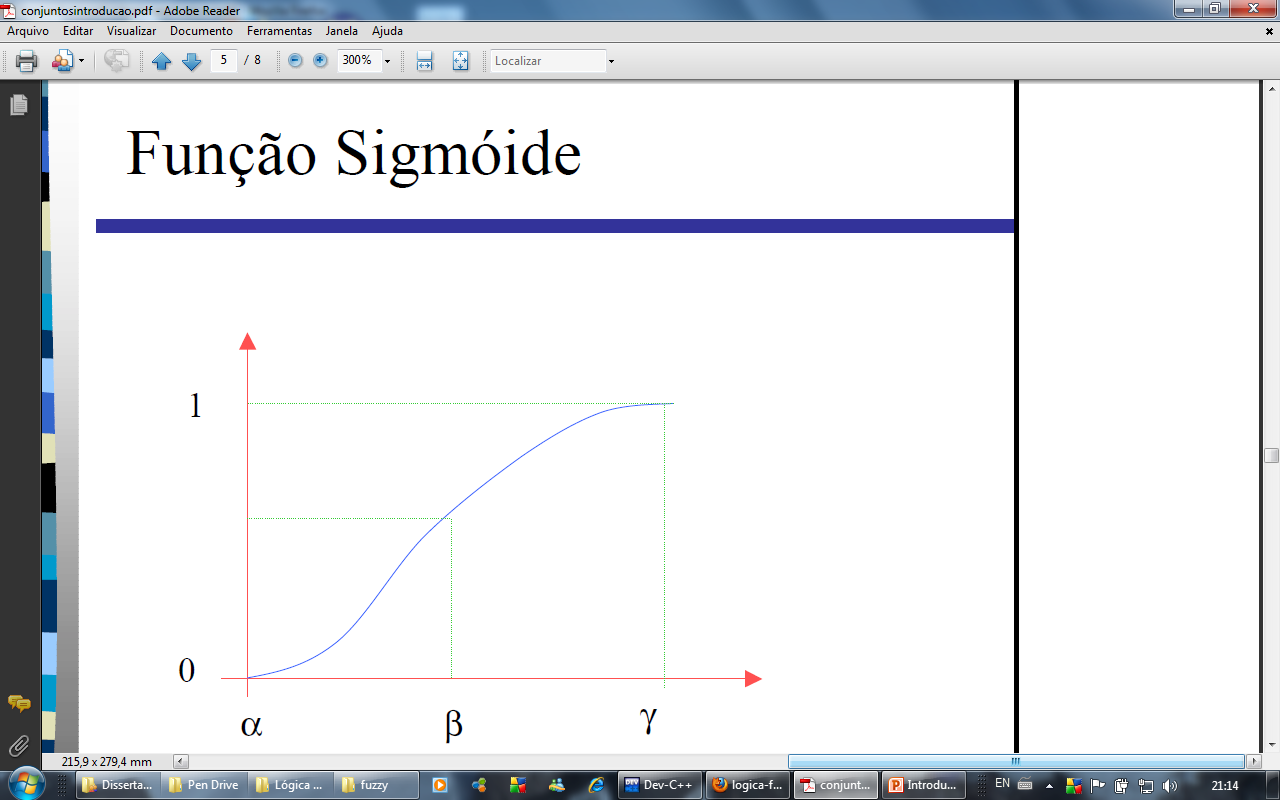 conjuntosintroducao.pdf - Adobe Reader
Arquivo Editar Visualizar Documento Ferramentas Janela Ajuda
5 / 8 300% Localizar
Função Sigmóide
1
0
α β γ
215,9 x 279,4 mm
Disserta... Pen Drive Lógica ... fuzzy Dev-C++ logica-f... conjunt... Introdu... EN 21:14